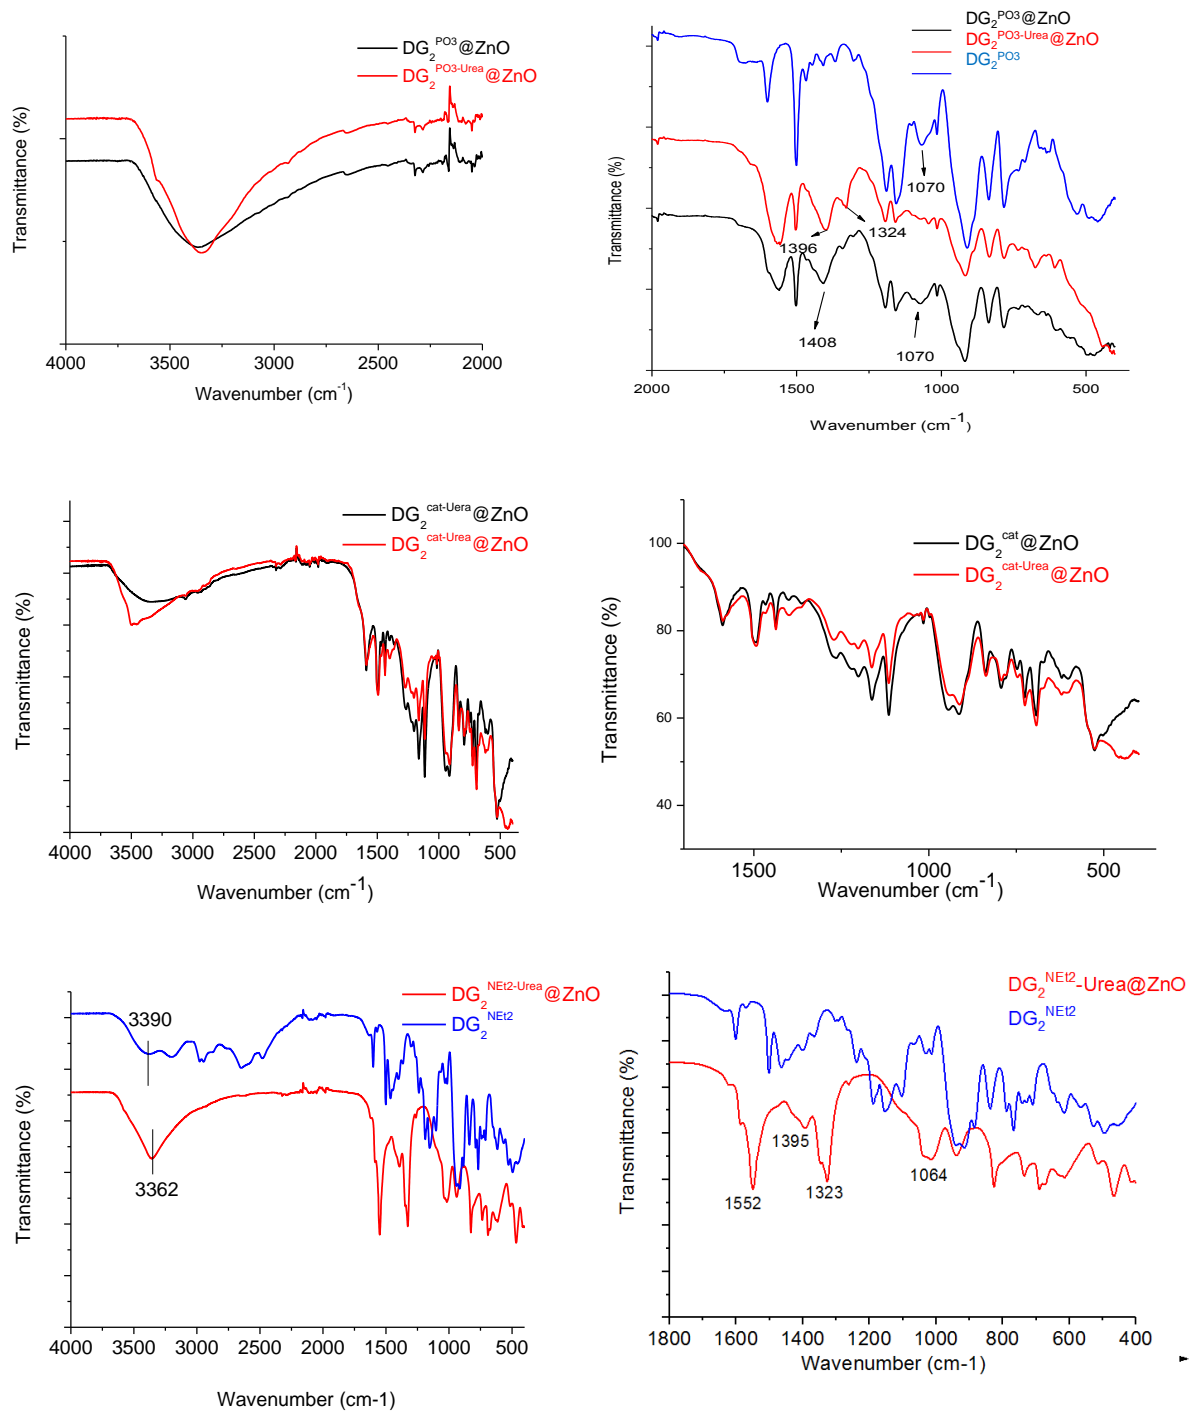 DG2PO3@ZnO
DG2PO3-Urea@ZnO
Transmittance (%)
4000 3500 3000 2500 2000
Wavenumber (cm-1)
DG2PO3@ZnO
DG2PO3-Urea@ZnO
DG2PO3
Transmittance (%)
1070
1396
1324
1408
1070
2000 1500 1000 500
Wavenumber (cm-1)
DG2cat-Uera@ZnO
DG2cat-Urea@ZnO
Transmittance (%)
4000 3500 3000 2500 2000 1500 1000 500
Wavenumber (cm-1)
DG2cat@ZnO
DG2cat-Urea@ZnO
Transmittance (%)
100
80
60
40
1500 1000 500
Wavenumber (cm-1)
DG2NEt2-Urea@ZnO
DG2NEt2
Transmittance (%)
3390
3362
4000 3500 3000 2500 2000 1500 1000 500
Wavenumber (cm-1)
DG2NEt2-Urea@ZnO
DG2NEt2
Transmittance (%)
1395
1552
1323
1064
1800 1600 1400 1200 1000 800 600 400
Wavenumber (cm-1)